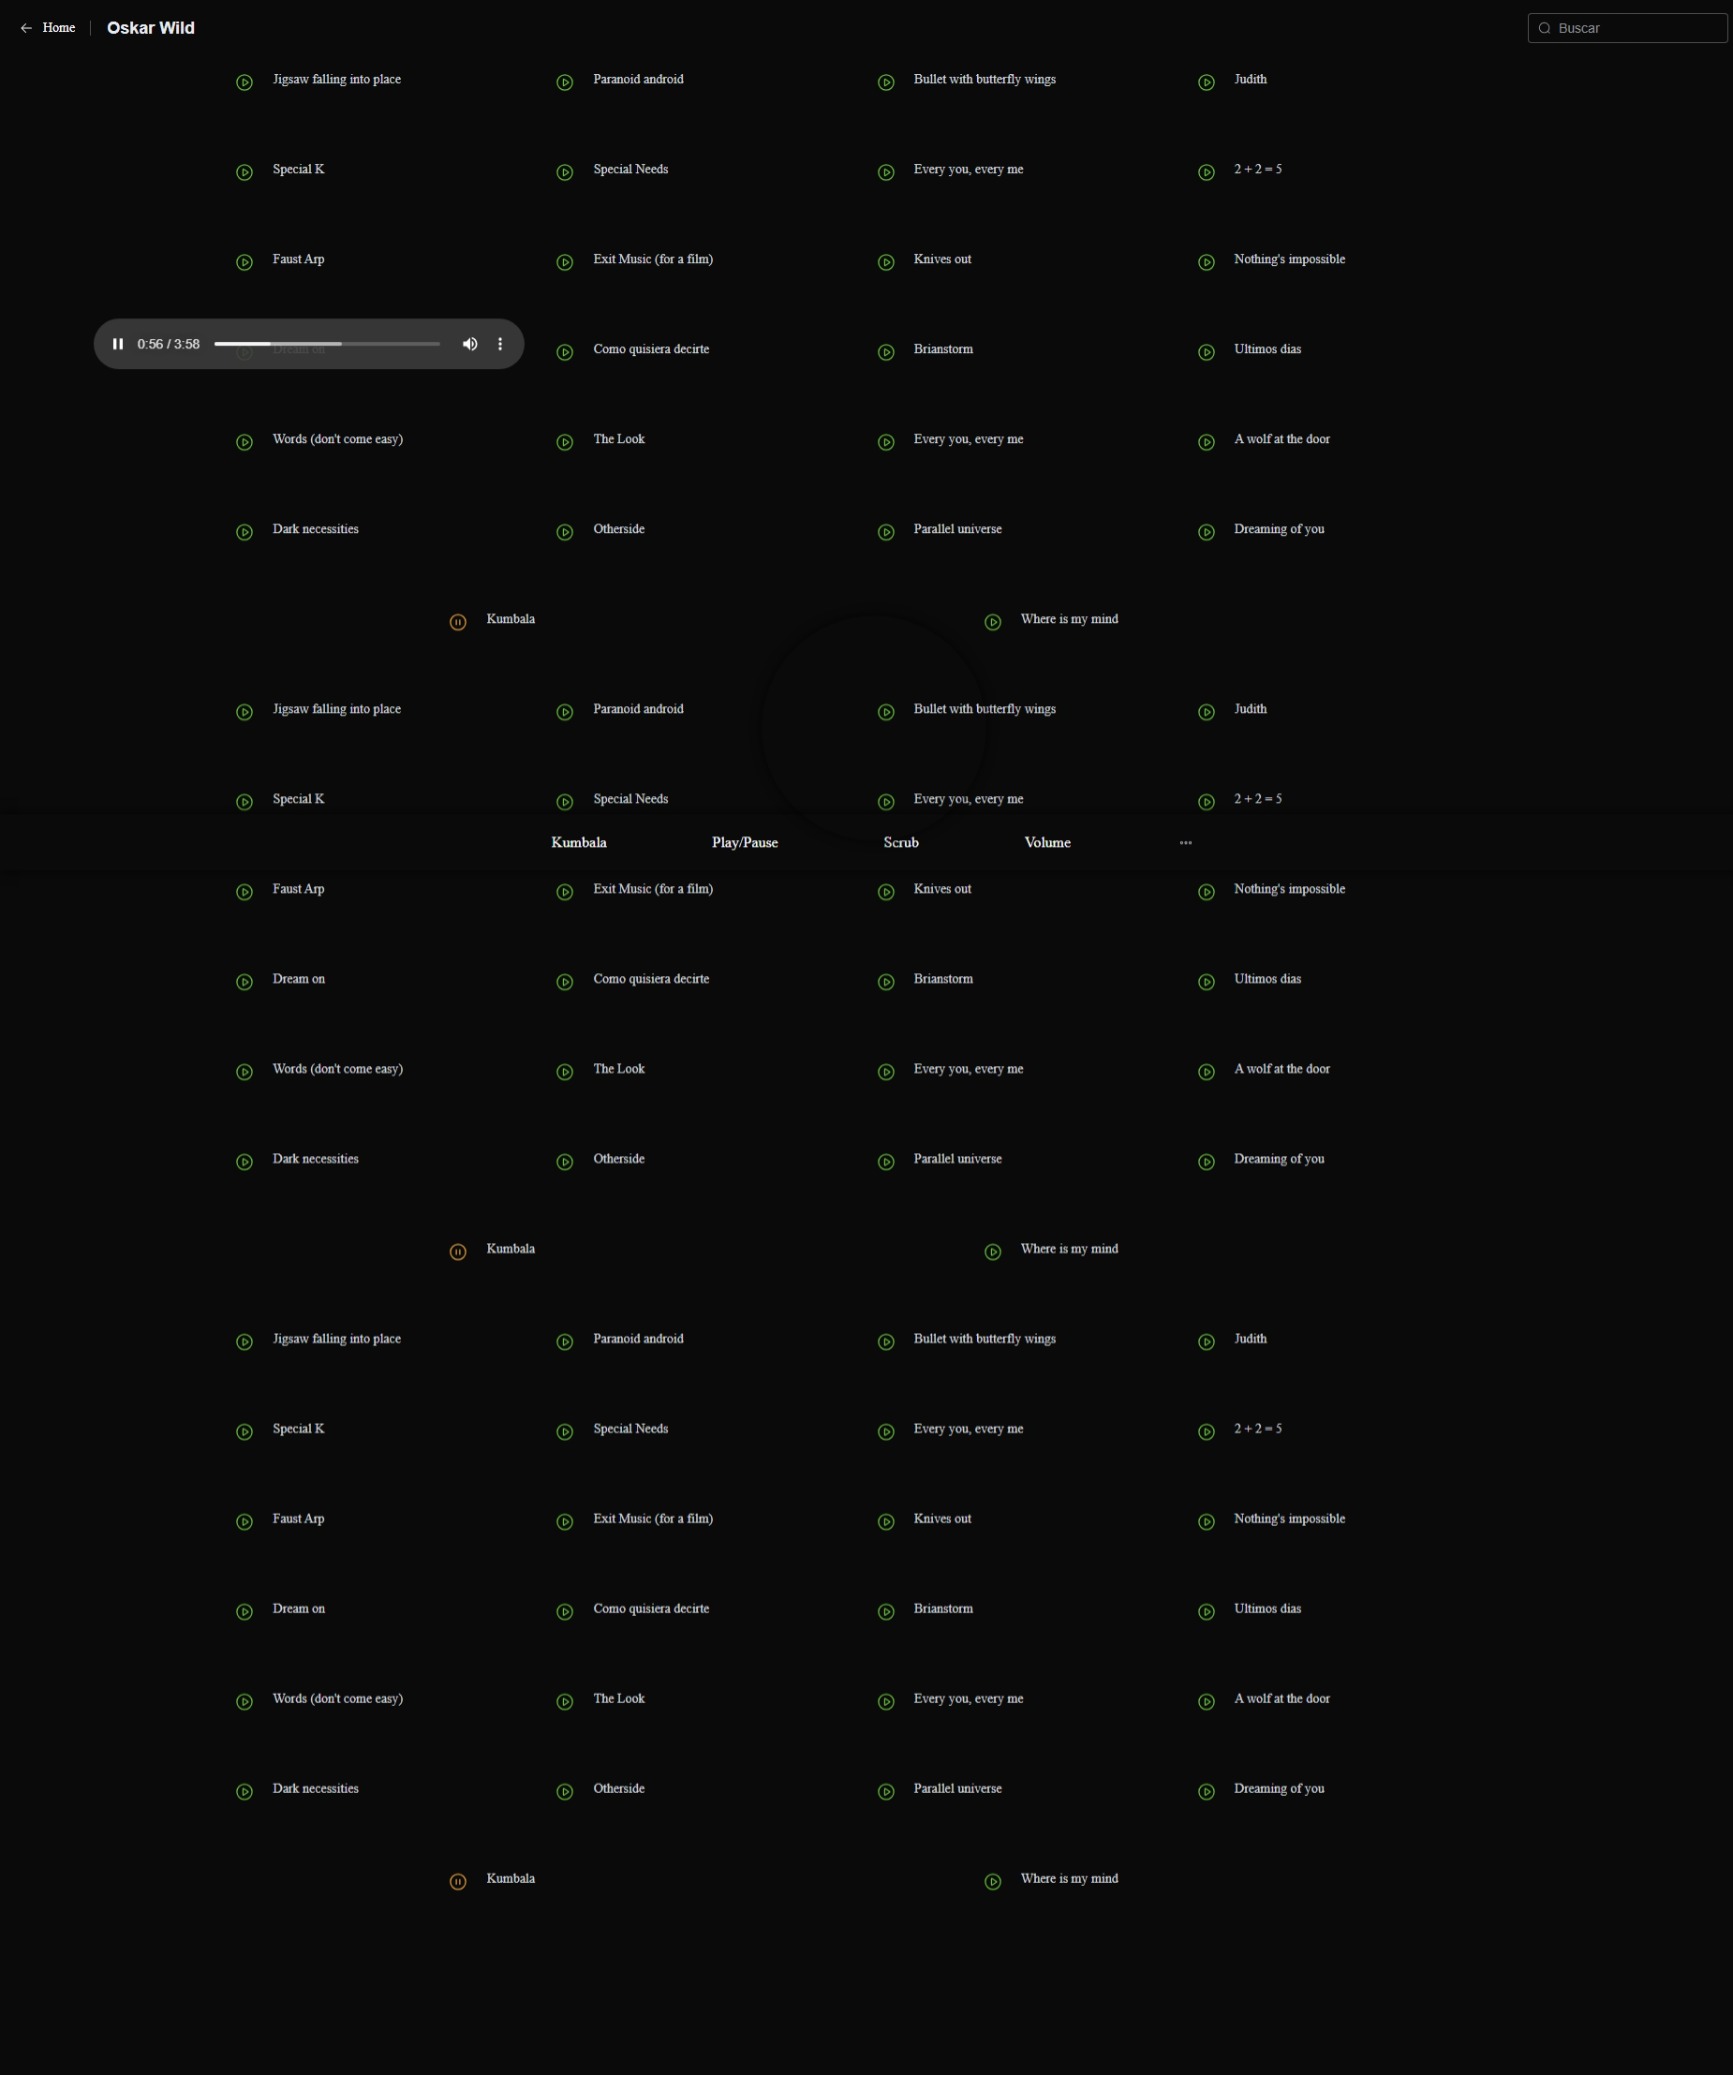 Home | Oskar Wild Buscar
Jigsaw falling into place Paranoid android Bullet with butterfly wings Judith
Special K Special Needs Every you, every me 2 + 2 = 5
Faust Arp Exit Music (for a film) Knives out Nothing's impossible
0:56 / 3:58 Dream on Como quisiera decirte Brianstorm Ultimos dias
Words (don't come easy) The Look Every you, every me A wolf at the door
Dark necessities Otherside Parallel universe Dreaming of you
Kumbala Where is my mind
Jigsaw falling into place Paranoid android Bullet with butterfly wings Judith
Special K Special Needs Every you, every me 2 + 2 = 5
Kumbala Play/Pause Scrub Volume
Faust Arp Exit Music (for a film) Knives out Nothing's impossible
Dream on Como quisiera decirte Brianstorm Ultimos dias
Words (don't come easy) The Look Every you, every me A wolf at the door
Dark necessities Otherside Parallel universe Dreaming of you
Kumbala Where is my mind
Jigsaw falling into place Paranoid android Bullet with butterfly wings Judith
Special K Special Needs Every you, every me 2 + 2 = 5
Faust Arp Exit Music (for a film) Knives out Nothing's impossible
Dream on Como quisiera decirte Brianstorm Ultimos dias
Words (don't come easy) The Look Every you, every me A wolf at the door
Dark necessities Otherside Parallel universe Dreaming of you
Kumbala Where is my mind